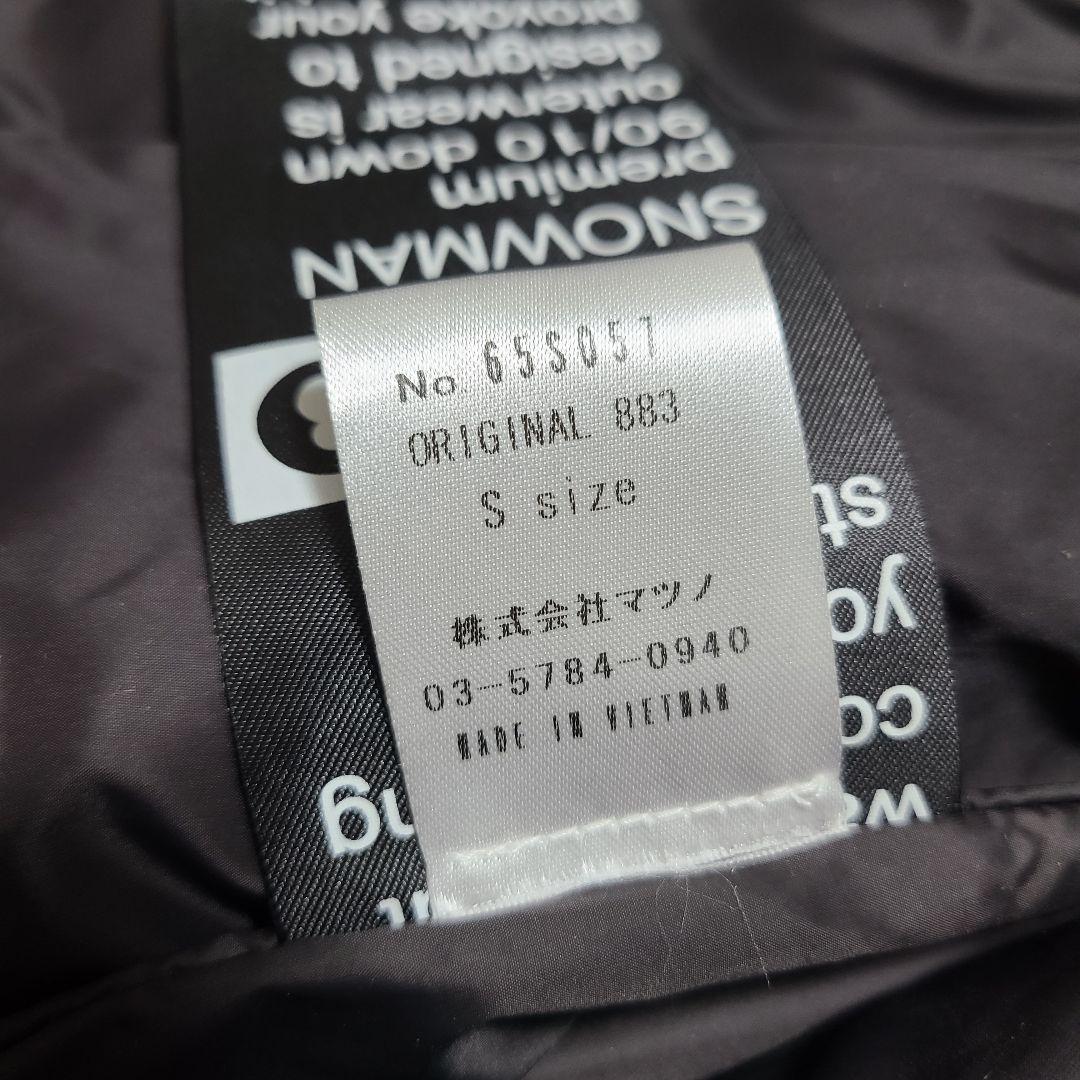 No. 65S051
ORIGINAL 883
S size
株式会社マツノ
03-5784-0940
MADE IN VIETNAM
SNOWMAN
premium
90/10 down
outerwear is
designed to
provoke your